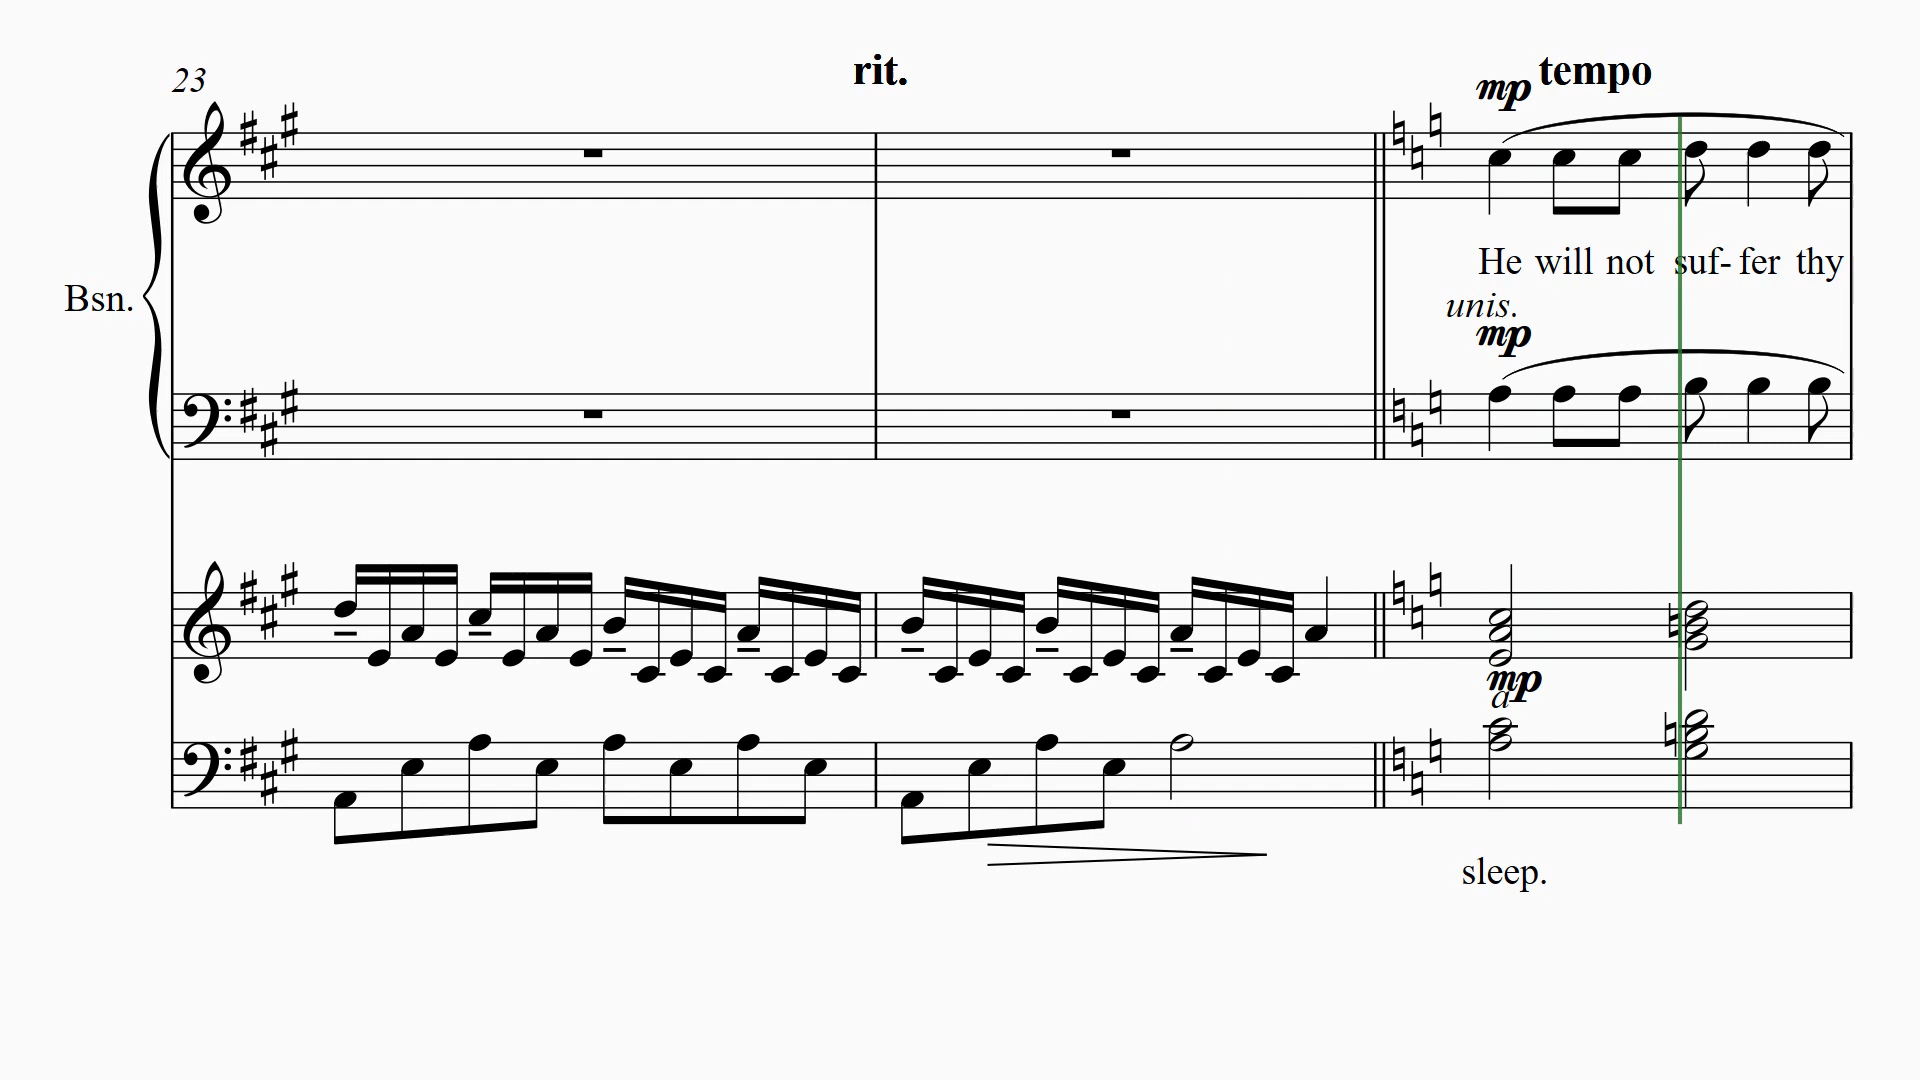 23
rit.
mp tempo
He will not suf- fer thy
Bsn.
unis.
mp
mp
a
sleep.